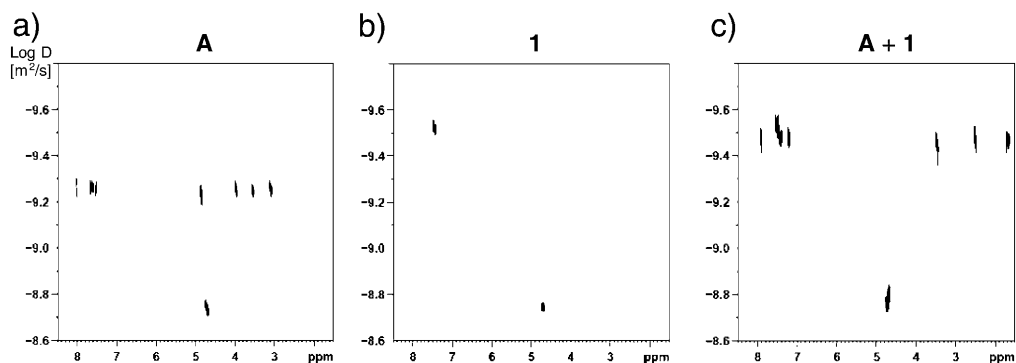 a) A b) 1 c) A + 1
Log D
[m²/s]
−9.6 −9.6 −9.6
−9.4 −9.4 −9.4
−9.2 −9.2 −9.2
−9.0 −9.0 −9.0
−8.8 −8.8 −8.8
−8.6 −8.6 −8.6
8 7 6 5 4 3 ppm 8 7 6 5 4 3 ppm 8 7 6 5 4 3 ppm